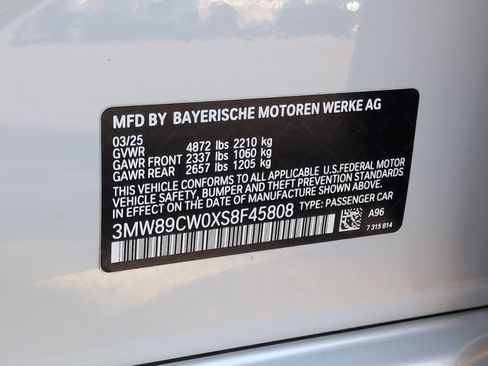 MFD BY BAYERISCHE MOTOREN WERKE AG
03/25
GVWR 4872 lbs 2210 kg
GAWR FRONT 2337 lbs 1060 kg
GAWR REAR 2657 lbs 1205 kg
THIS VEHICLE CONFORMS TO ALL APPLICABLE U.S. FEDERAL MOTOR
VEHICLE SAFETY, BUMPER AND THEFT PREVENTION STANDARDS IN EFFECT
ON THE DATE OF MANUFACTURE SHOWN ABOVE.
3MW89CW0XS8F45808 TYPE: PASSENGER CAR
A96
7 315 814